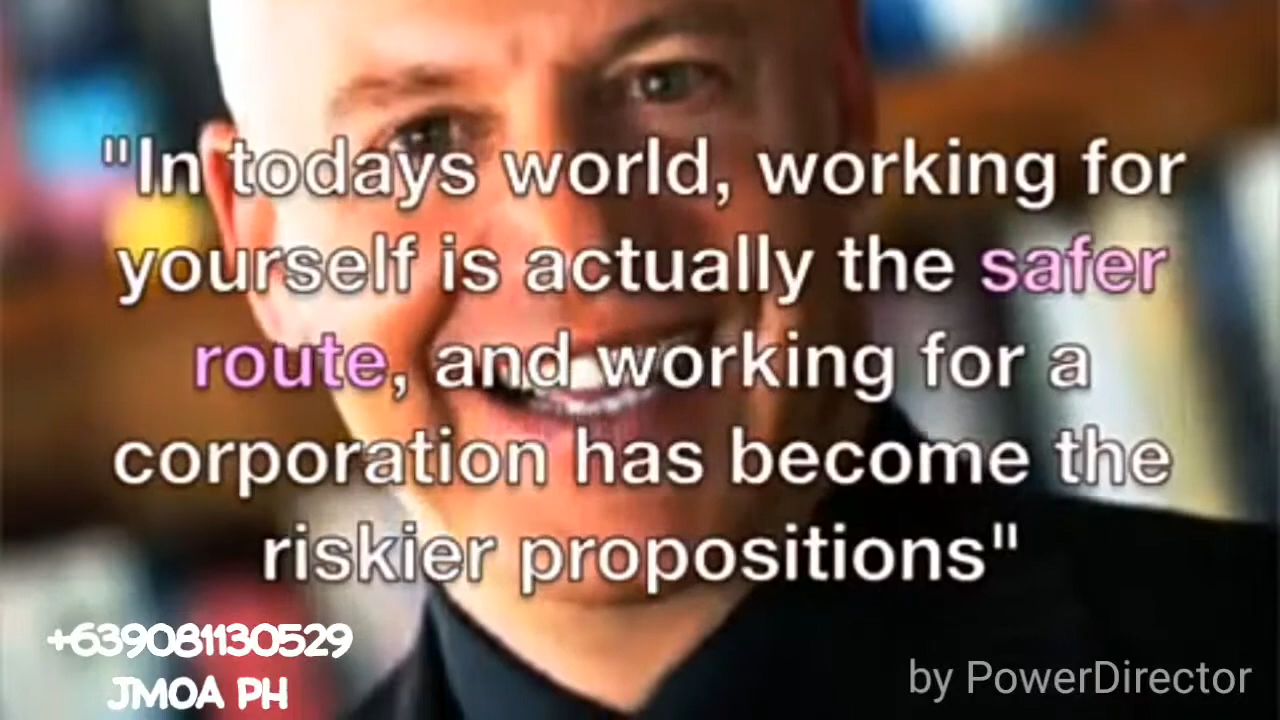 "In todays world, working for
yourself is actually the safer
route, and working for a
corporation has become the
riskier propositions"
+639081130529
JMOA PH
by PowerDirector